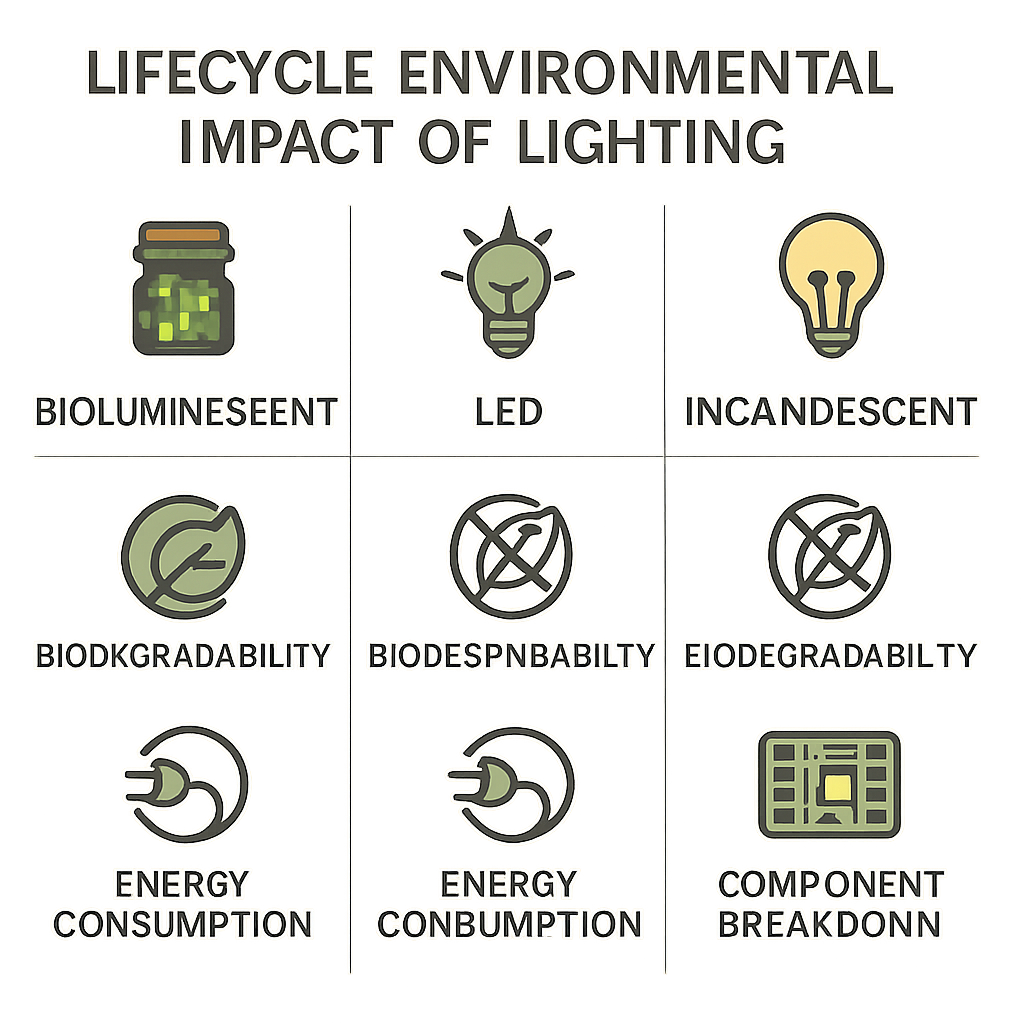 LIFECYCLE ENVIRONMENTAL
IMPACT OF LIGHTING
BIOLUMINESEENT
LED
INCANDESCENT
BIODKGRADABILITY
BIODESPNBABILTY
EIODEGRADABILTY
ENERGY
CONSUMPTION
ENERGY
CONBUMPTION
COMPONENT
BREAKDONN